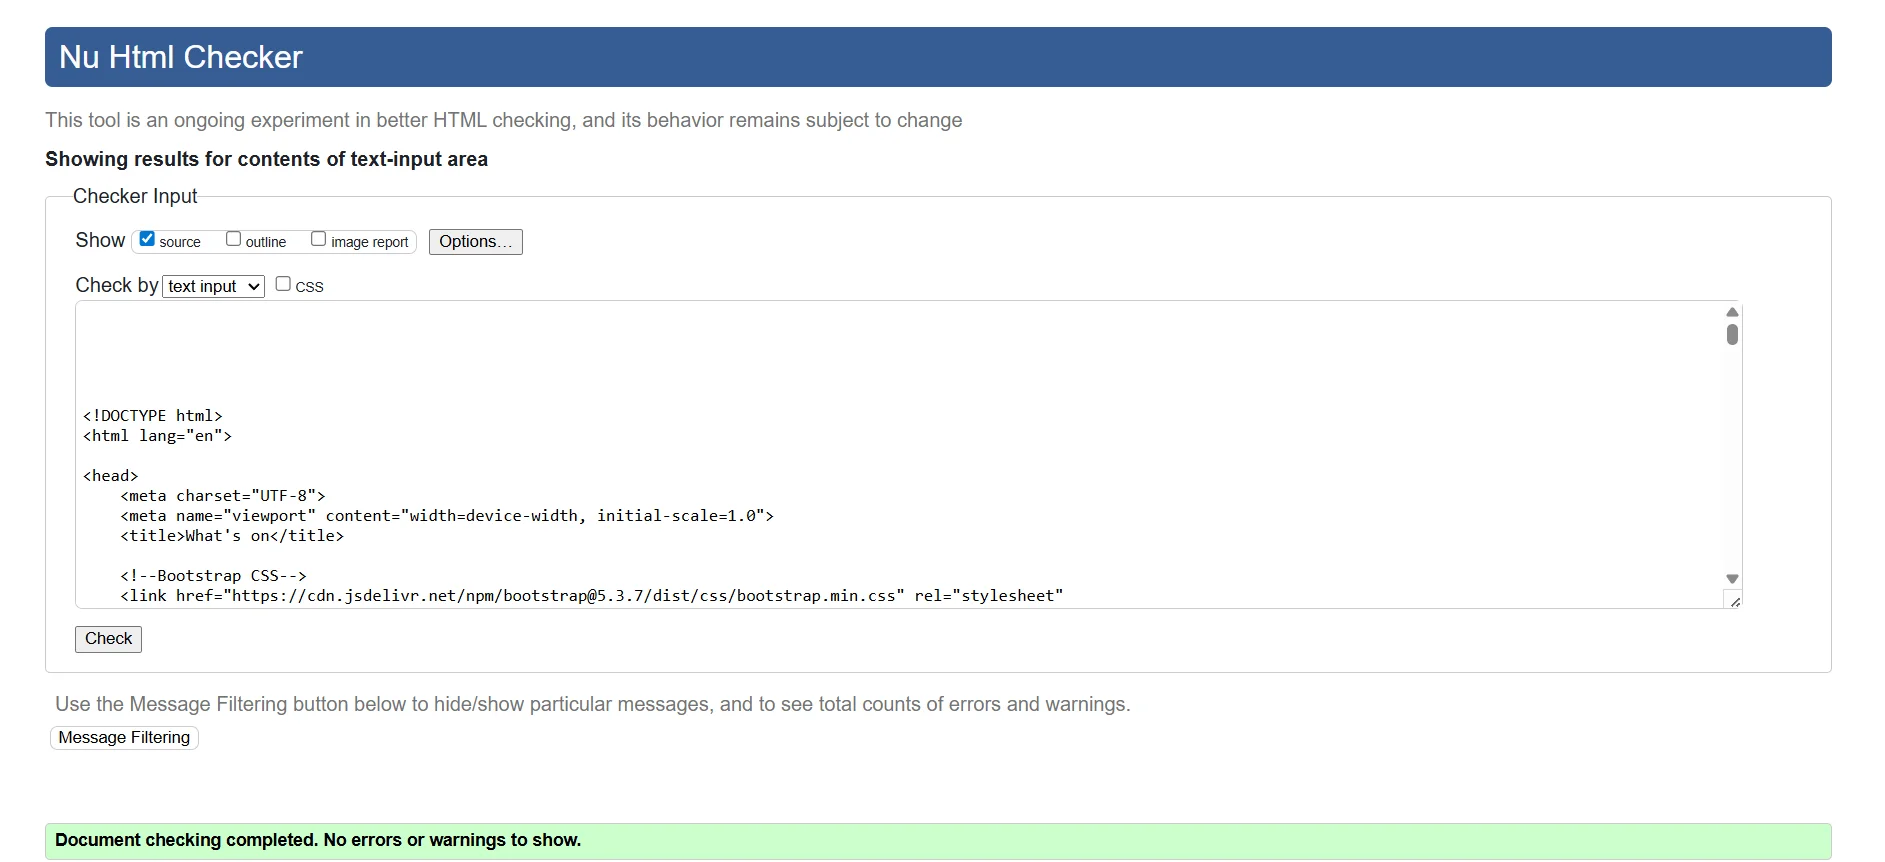 Nu Html Checker
This tool is an ongoing experiment in better HTML checking, and its behavior remains subject to change
Showing results for contents of text-input area
Checker Input
Show source outline image report Options...
Check by text input CSS
<!DOCTYPE html>
<html lang="en">
<head>
    <meta charset="UTF-8">
    <meta name="viewport" content="width=device-width, initial-scale=1.0">
    <title>What's on</title>
    <!--Bootstrap CSS-->
    <link href="https://cdn.jsdelivr.net/npm/bootstrap@5.3.7/dist/css/bootstrap.min.css" rel="stylesheet"
Check
Use the Message Filtering button below to hide/show particular messages, and to see total counts of errors and warnings.
Message Filtering
Document checking completed. No errors or warnings to show.